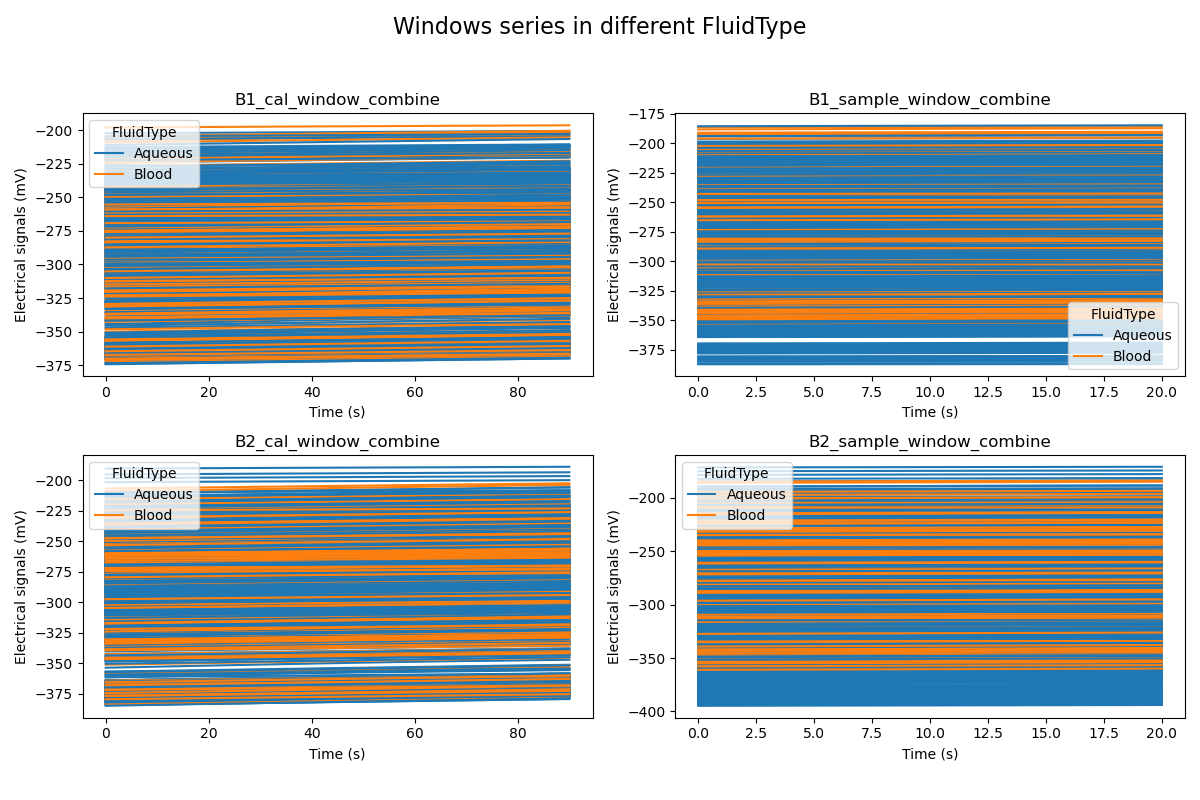 Windows series in different FluidType
B1_cal_window_combine
Electrical signals (mV)
−200
−225
−250
−275
−300
−325
−350
−375
FluidType
Aqueous
Blood
0 20 40 60 80
Time (s)
B1_sample_window_combine
Electrical signals (mV)
−175
−200
−225
−250
−275
−300
−325
−350
−375
FluidType
Aqueous
Blood
0.0 2.5 5.0 7.5 10.0 12.5 15.0 17.5 20.0
Time (s)
B2_cal_window_combine
Electrical signals (mV)
−200
−225
−250
−275
−300
−325
−350
−375
FluidType
Aqueous
Blood
0 20 40 60 80
Time (s)
B2_sample_window_combine
Electrical signals (mV)
−200
−250
−300
−350
−400
FluidType
Aqueous
Blood
0.0 2.5 5.0 7.5 10.0 12.5 15.0 17.5 20.0
Time (s)